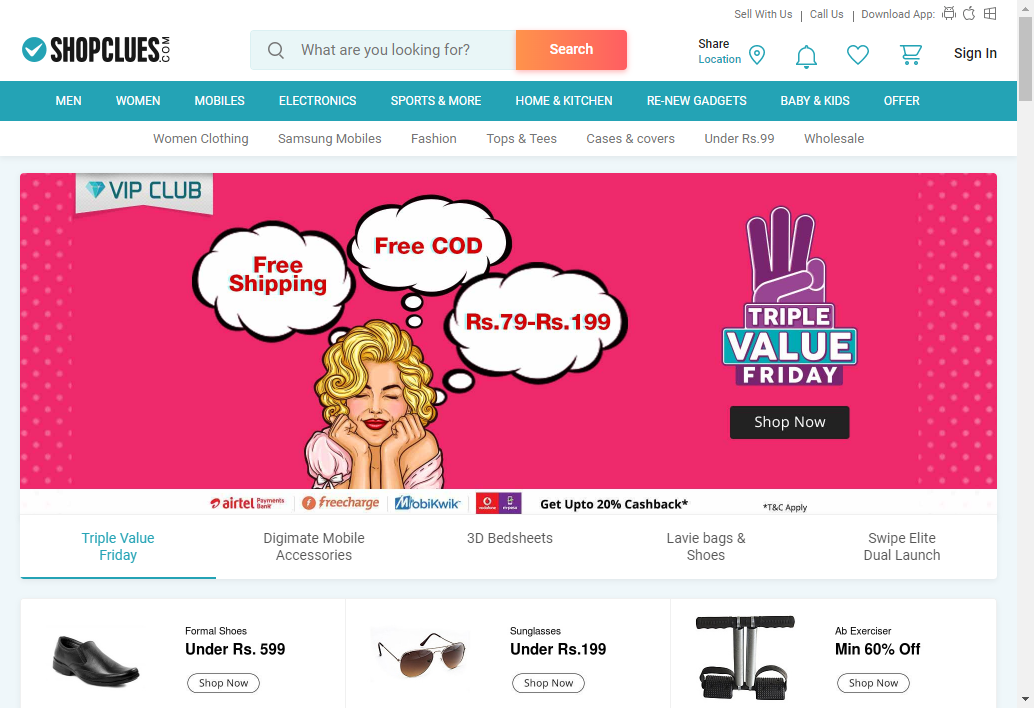 Sell With Us | Call Us | Download App:
SHOPCLUES.COM
What are you looking for?
Search
Share
Location
Sign In
MEN WOMEN MOBILES ELECTRONICS SPORTS & MORE HOME & KITCHEN RE-NEW GADGETS BABY & KIDS OFFER
Women Clothing Samsung Mobiles Fashion Tops & Tees Cases & covers Under Rs.99 Wholesale
VIP CLUB
Free
Shipping
Free COD
Rs.79-Rs.199
TRIPLE
VALUE
FRIDAY
Shop Now
airtel Payments Bank freecharge MobiKwik vodafone Get Upto 20% Cashback* *T&C Apply
Triple Value
Friday
Digimate Mobile
Accessories
3D Bedsheets
Lavie bags &
Shoes
Swipe Elite
Dual Launch
Formal Shoes
Under Rs. 599
Shop Now
Sunglasses
Under Rs.199
Shop Now
Ab Exerciser
Min 60% Off
Shop Now